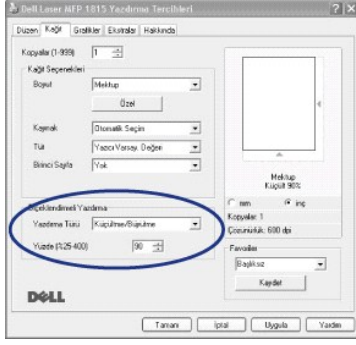 Dell Laser MFP 1815 Yazdırma Tercihleri
Düzen Kağıt Grafikler Ekstralar Hakkında
Kopyalar (1-999) 1
Kağıt Seçenekleri
Boyut Mektup
Özel
Kaynak Otomatik Seçim
Tür Yazıcı Varsay. Değeri
Birinci Sayfa Yok
Ölçeklendirmeli Yazdırma
Yazdırma Türü Küçültme/Büyütme
Yüzde (%25-400) 90
Mektup
Küçült 90%
mm inç
Kopyalar: 1
Çözünürlük: 600 dpi
Favoriler
Başlıksız
Kaydet
DELL
Tamam İptal Uygula Yardım